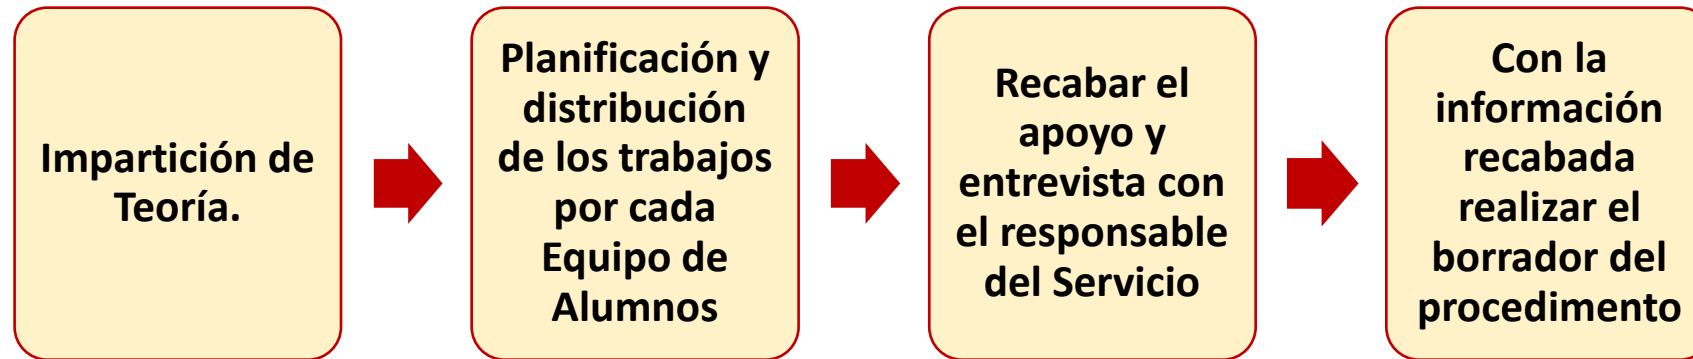 Impartición de
Teoría.
Planificación y
distribución
de los trabajos
por cada
Equipo de
Alumnos
Recabar el
apoyo y
entrevista con
el responsable
del Servicio
Con la
información
recabada
realizar el
borrador del
procedimento